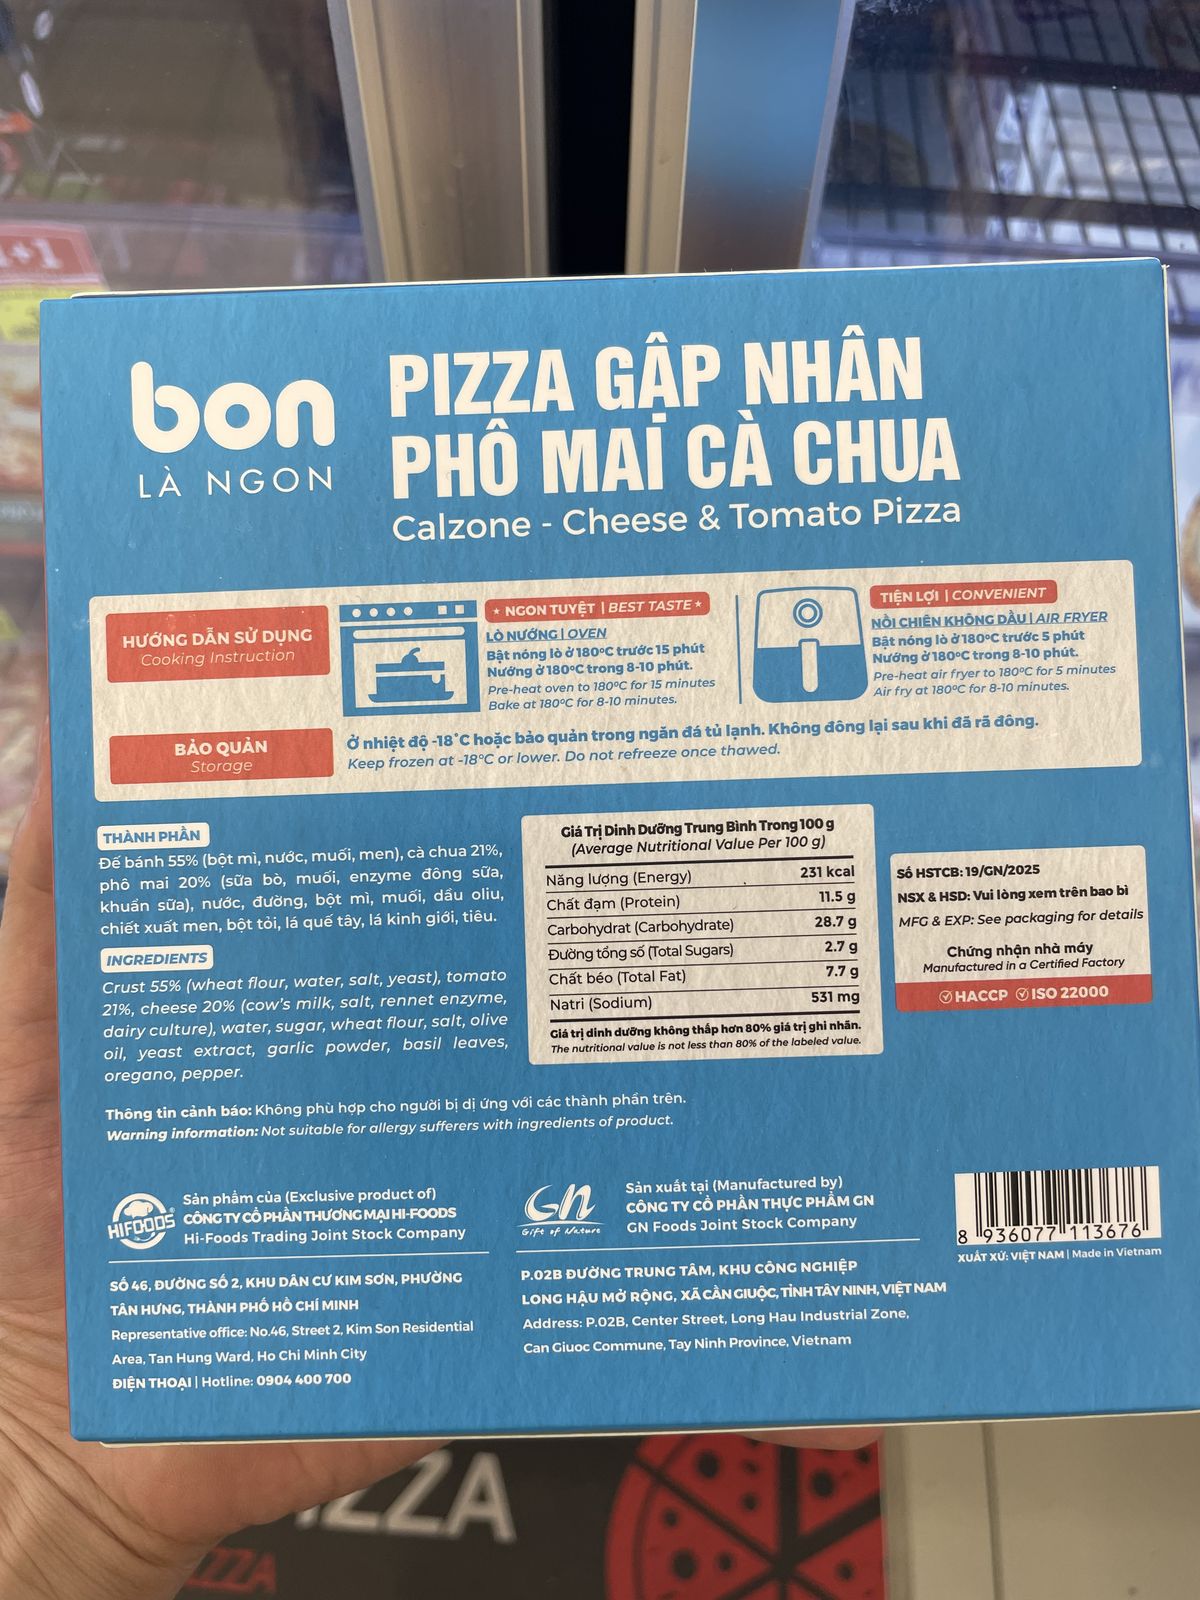 1+1
bon
LÀ NGON
PIZZA GẬP NHÂN
PHÔ MAI CÀ CHUA
Calzone - Cheese & Tomato Pizza
HƯỚNG DẪN SỬ DỤNG
Cooking Instruction
★ NGON TUYỆT | BEST TASTE ★
LÒ NƯỚNG | OVEN
Bật nóng lò ở 180°C trước 15 phút
Nướng ở 180°C trong 8-10 phút.
Pre-heat oven to 180°C for 15 minutes
Bake at 180°C for 8-10 minutes.
TIỆN LỢI | CONVENIENT
NỒI CHIÊN KHÔNG DẦU | AIR FRYER
Bật nóng lò ở 180°C trước 5 phút
Nướng ở 180°C trong 8-10 phút.
Pre-heat air fryer to 180°C for 5 minutes
Air fry at 180°C for 8-10 minutes.
BẢO QUẢN
Storage
Ở nhiệt độ -18°C hoặc bảo quản trong ngăn đá tủ lạnh. Không đông lại sau khi đã rã đông.
Keep frozen at -18°C or lower. Do not refreeze once thawed.
THÀNH PHẦN
Đế bánh 55% (bột mì, nước, muối, men), cà chua 21%,
phô mai 20% (sữa bò, muối, enzyme đông sữa,
khuẩn sữa), nước, đường, bột mì, muối, dầu oliu,
chiết xuất men, bột tỏi, lá quế tây, lá kinh giới, tiêu.
INGREDIENTS
Crust 55% (wheat flour, water, salt, yeast), tomato
21%, cheese 20% (cow's milk, salt, rennet enzyme,
dairy culture), water, sugar, wheat flour, salt, olive
oil, yeast extract, garlic powder, basil leaves,
oregano, pepper.
Giá Trị Dinh Dưỡng Trung Bình Trong 100 g
(Average Nutritional Value Per 100 g)
Năng lượng (Energy) 231 kcal
Chất đạm (Protein) 11.5 g
Carbohydrat (Carbohydrate) 28.7 g
Đường tổng số (Total Sugars) 2.7 g
Chất béo (Total Fat) 7.7 g
Natri (Sodium) 531 mg
Giá trị dinh dưỡng không thấp hơn 80% giá trị ghi nhãn.
The nutritional value is not less than 80% of the labeled value.
Số HSTCB: 19/GN/2025
NSX & HSD: Vui lòng xem trên bao bì
MFG & EXP: See packaging for details
Chứng nhận nhà máy
Manufactured in a Certified Factory
HACCP ISO 22000
Thông tin cảnh báo: Không phù hợp cho người bị dị ứng với các thành phần trên.
Warning information: Not suitable for allergy sufferers with ingredients of product.
HIFOODS
Sản phẩm của (Exclusive product of)
CÔNG TY CỔ PHẦN THƯƠNG MẠI HI-FOODS
Hi-Foods Trading Joint Stock Company
SỐ 46, ĐƯỜNG SỐ 2, KHU DÂN CƯ KIM SƠN, PHƯỜNG
TÂN HƯNG, THÀNH PHỐ HỒ CHÍ MINH
Representative office: No.46, Street 2, Kim Son Residential
Area, Tan Hung Ward, Ho Chi Minh City
ĐIỆN THOẠI | Hotline: 0904 400 700
Gn
Gift of Nature
Sản xuất tại (Manufactured by)
CÔNG TY CỔ PHẦN THỰC PHẨM GN
GN Foods Joint Stock Company
P.02B ĐƯỜNG TRUNG TÂM, KHU CÔNG NGHIỆP
LONG HẬU MỞ RỘNG, XÃ CẦN GIUỘC, TỈNH TÂY NINH, VIỆT NAM
Address: P.02B, Center Street, Long Hau Industrial Zone,
Can Giuoc Commune, Tay Ninh Province, Vietnam
8 936077 113676
XUẤT XỨ: VIỆT NAM | Made in Vietnam
ZZA
ZZA